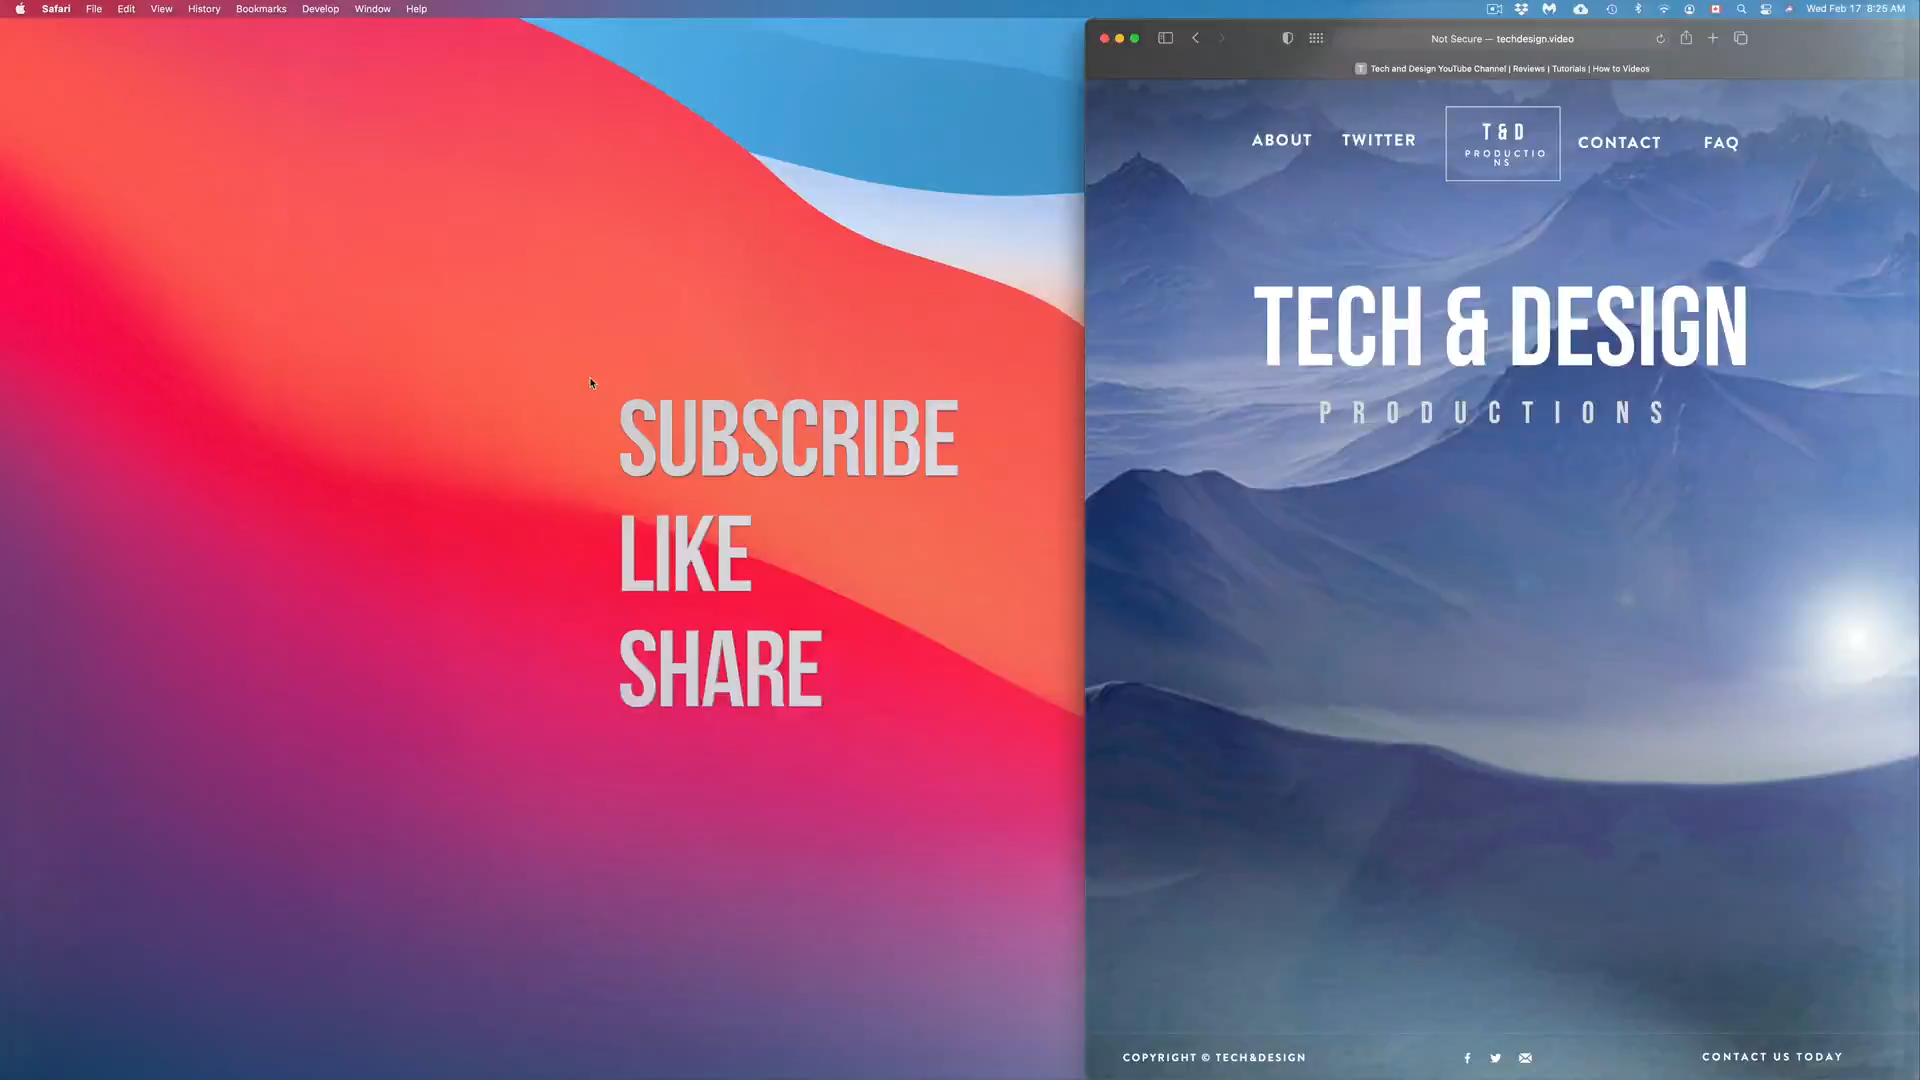 Safari File Edit View History Bookmarks Develop Window Help
Wed Feb 17 8:25 AM
Not Secure — techdesign.video
T Tech and Design YouTube Channel | Reviews | Tutorials | How to Videos
ABOUT TWITTER
T & D
PRODUCTIO
NS
CONTACT FAQ
TECH & DESIGN
PRODUCTIONS
SUBSCRIBE
LIKE
SHARE
COPYRIGHT © TECH&DESIGN
CONTACT US TODAY